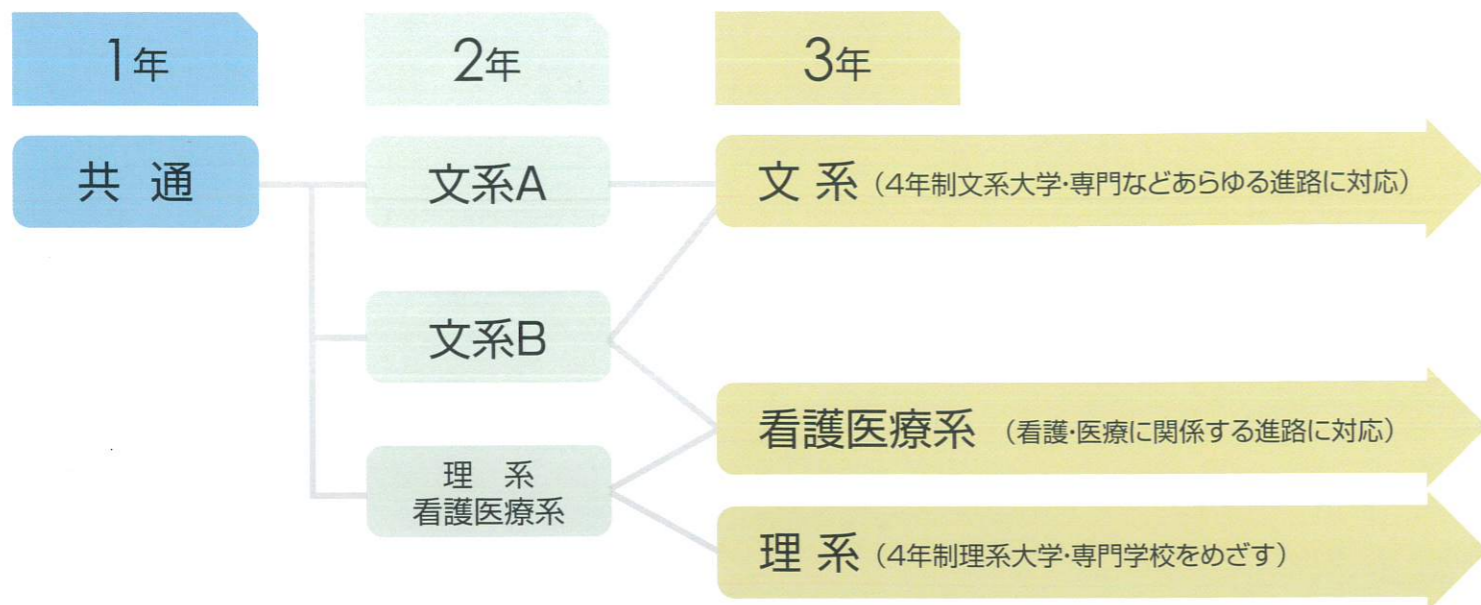 1年
2年
3年
共通
文系A
文系(4年制文系大学・専門などあらゆる進路に対応)
文系B
看護医療系 (看護・医療に関係する進路に対応)
理系
看護医療系
理系(4年制理系大学・専門学校をめざす)